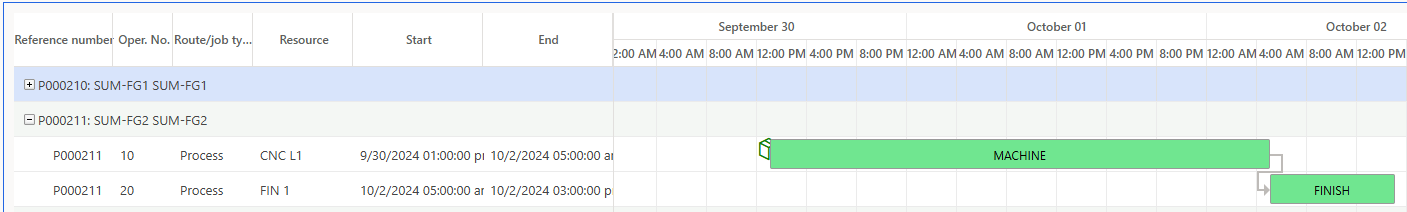 September 30 October 01 October 02
Reference number Oper. No. Route/job ty... Resource Start End
2:00 AM 4:00 AM 8:00 AM 12:00 PM 4:00 PM 8:00 PM 12:00 AM 4:00 AM 8:00 AM 12:00 PM 4:00 PM 8:00 PM 12:00 AM 4:00 AM 8:00 AM 12:00 PM
P000210: SUM-FG1 SUM-FG1
P000211: SUM-FG2 SUM-FG2
P000211 10 Process CNC L1 9/30/2024 01:00:00 pr 10/2/2024 05:00:00 ar MACHINE
P000211 20 Process FIN 1 10/2/2024 05:00:00 ar 10/2/2024 03:00:00 p FINISH